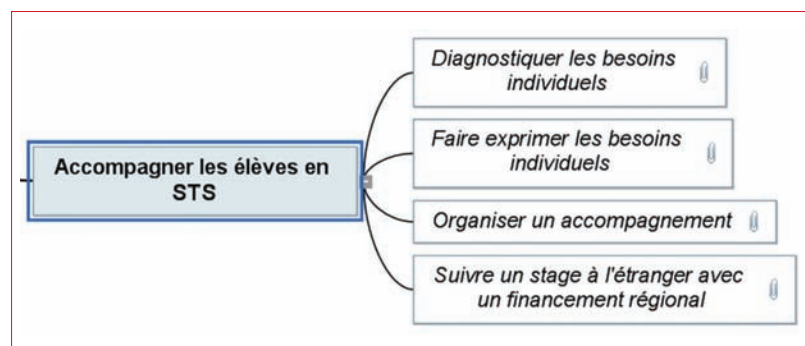 Accompagner les élèves en
STS
Diagnostiquer les besoins
individuels
Faire exprimer les besoins
individuels
Organiser un accompagnement
Suivre un stage à l'étranger avec
un financement régional